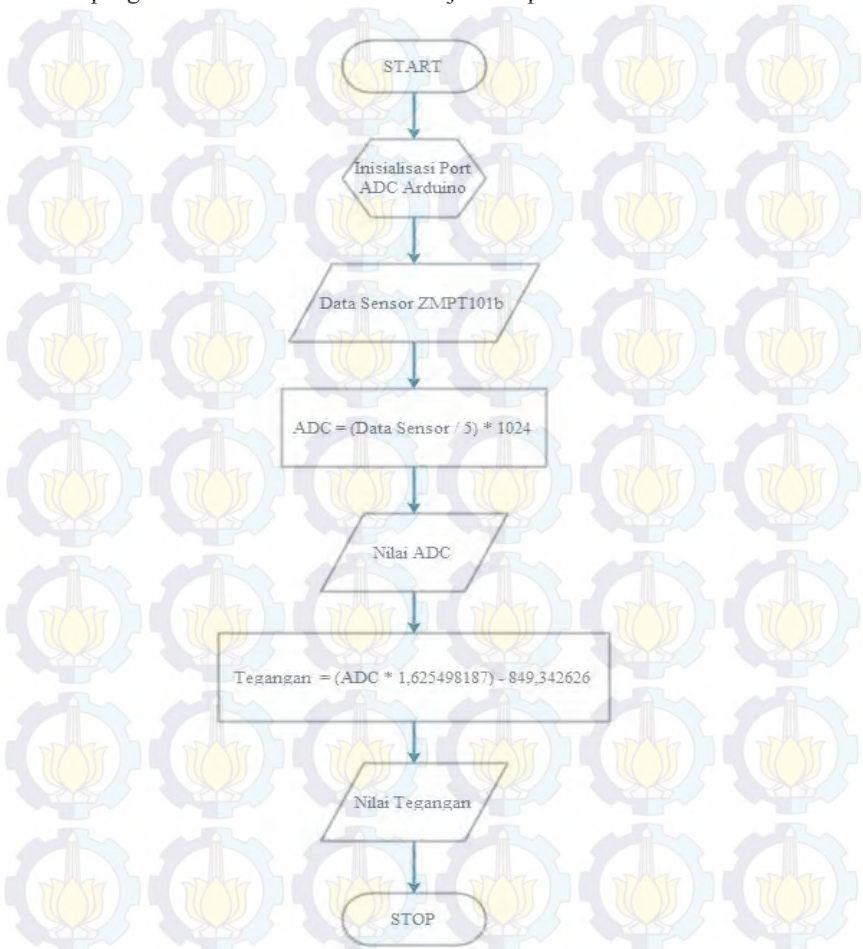 START
Inisialisasi Port
ADC Arduino
Data Sensor ZMPT101b
ADC = (Data Sensor / 5) * 1024
Nilai ADC
Tegangan = (ADC * 1,625498187) - 849,342626
Nilai Tegangan
STOP